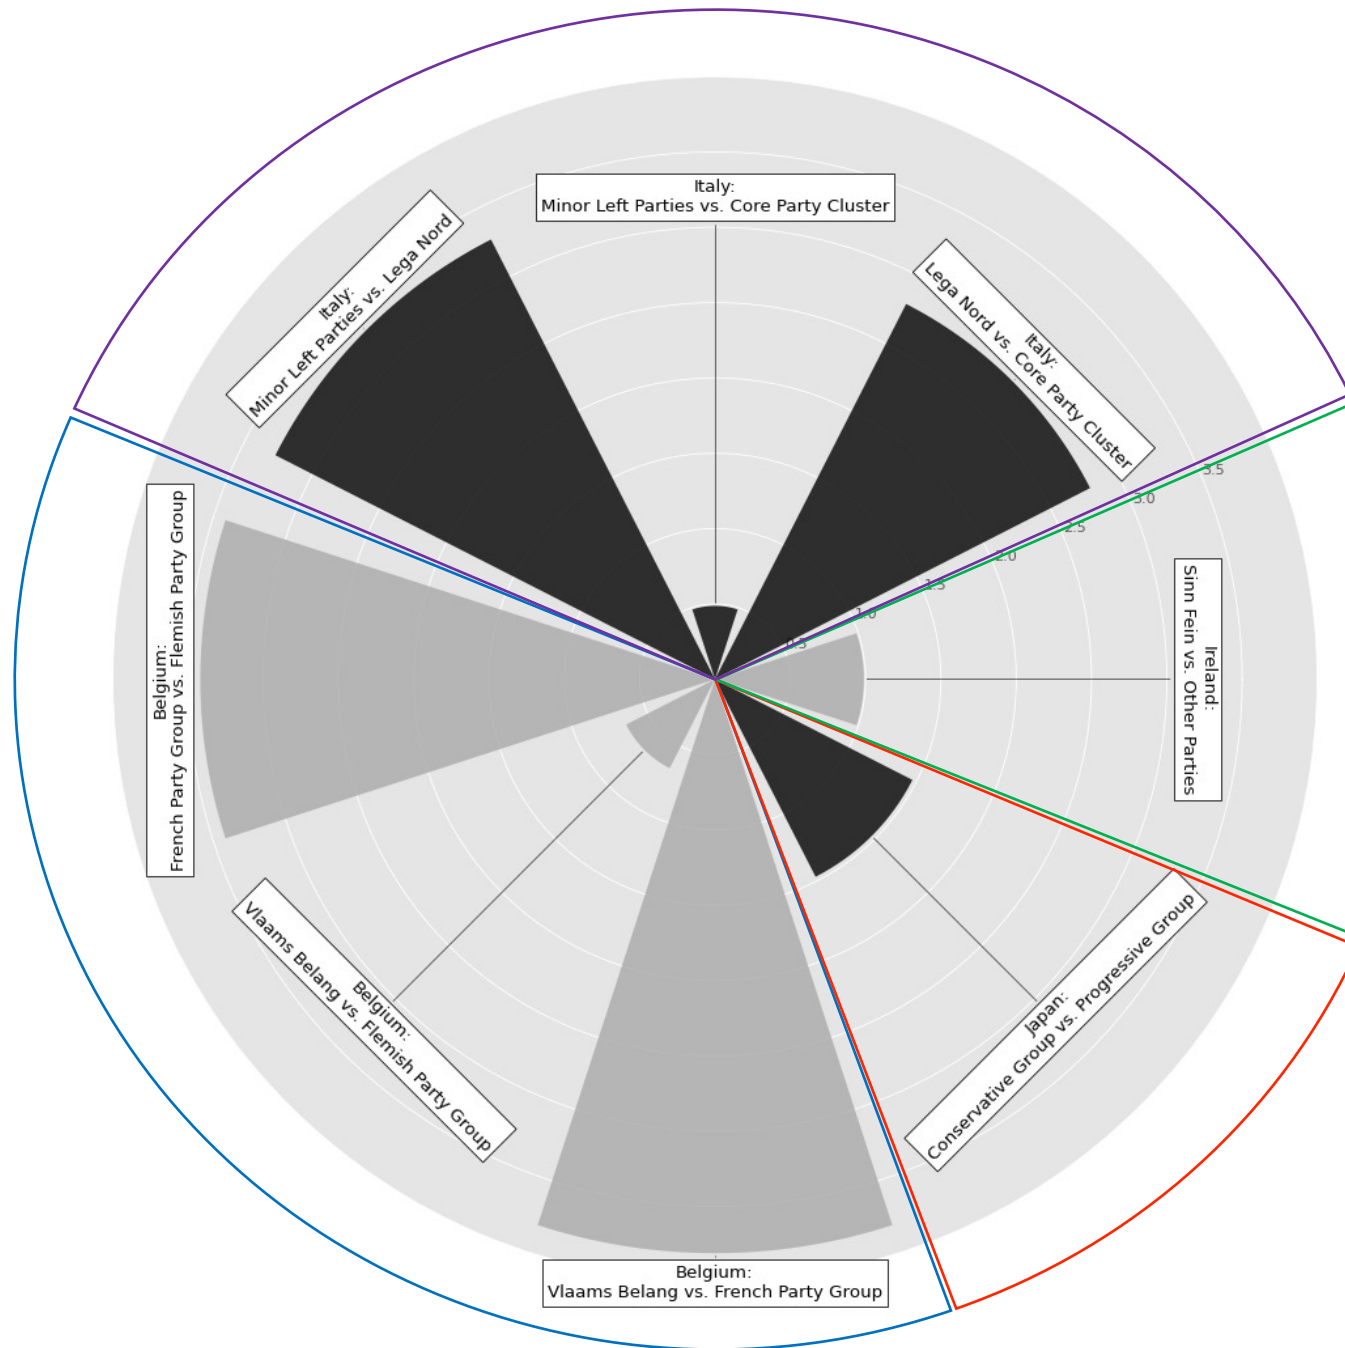 Italy:
Minor Left Parties vs. Core Party Cluster
Italy:
Minor Left Parties vs. Lega Nord
Italy:
Lega Nord vs. Core Party Cluster
3.5
3.0
2.5
2.0
1.5
1.0
0.5
Belgium:
French Party Group vs. Flemish Party Group
Ireland:
Sinn Fein vs. Other Parties
Belgium:
Vlaams Belang vs. Flemish Party Group
Japan:
Conservative Group vs. Progressive Group
Belgium:
Vlaams Belang vs. French Party Group